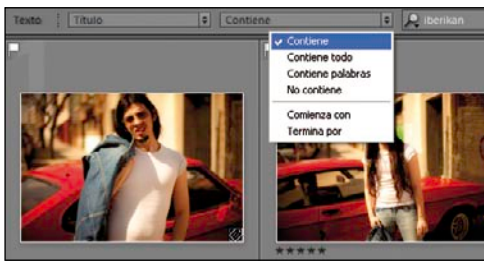 Texto: Título Contiene iberikan
Contiene
Contiene todo
Contiene palabras
No contiene
Comienza con
Termina por